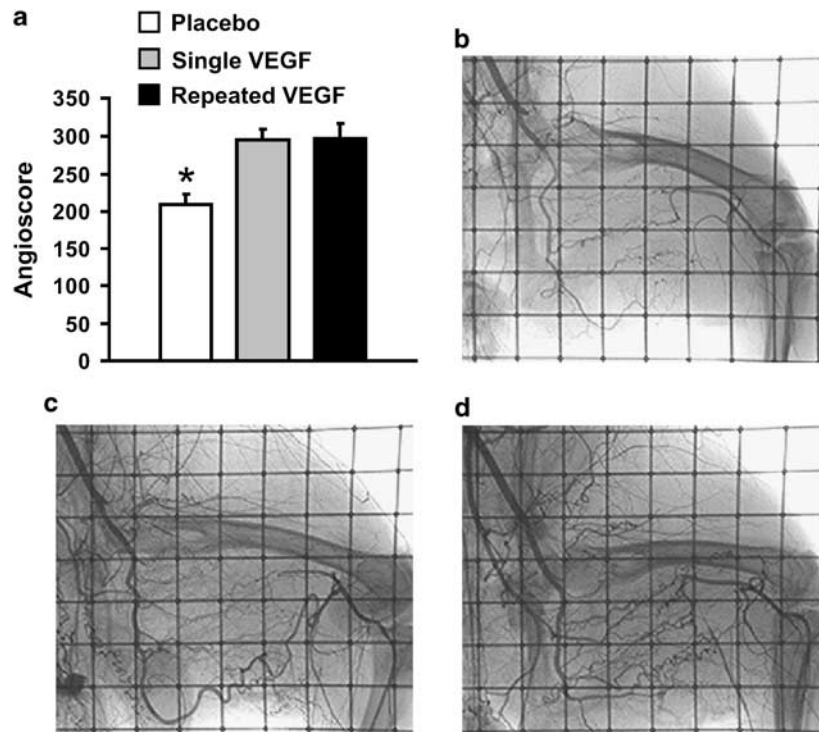 a
Placebo
Single VEGF
Repeated VEGF
350
300
250
200
150
100
50
0
Angioscore
*
b
c
d